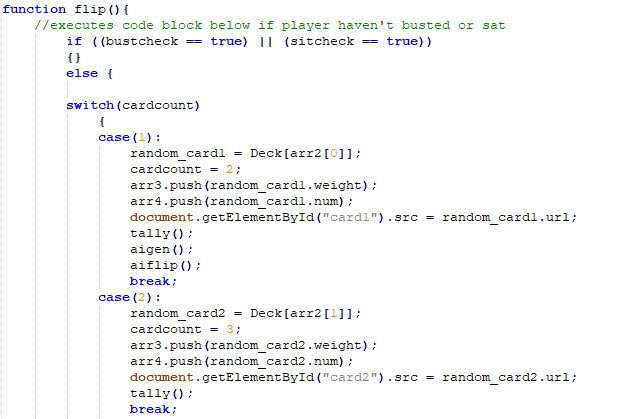 function flip(){
//executes code block below if player haven't busted or sat
if ((bustcheck == true) || (sitcheck == true))
{}
else {
switch(cardcount)
{
case(1):
random_card1 = Deck[arr2[0]];
cardcount = 2;
arr3.push(random_card1.weight);
arr4.push(random_card1.num);
document.getElementById("card1").src = random_card1.url;
tally();
aigen();
aiflip();
break;
case(2):
random_card2 = Deck[arr2[1]];
cardcount = 3;
arr3.push(random_card2.weight);
arr4.push(random_card2.num);
document.getElementById("card2").src = random_card2.url;
tally();
break;